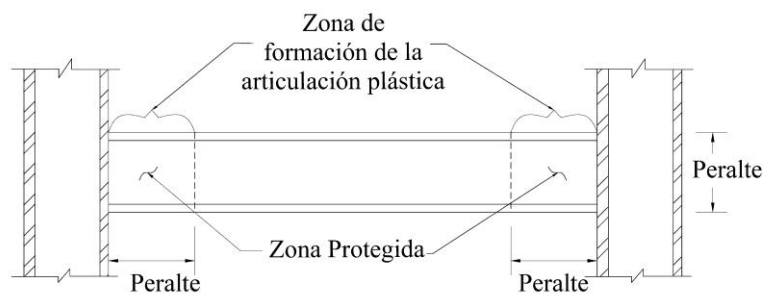 Zona de
formación de la
articulación plástica
Peralte
Zona Protegida
Peralte
Peralte